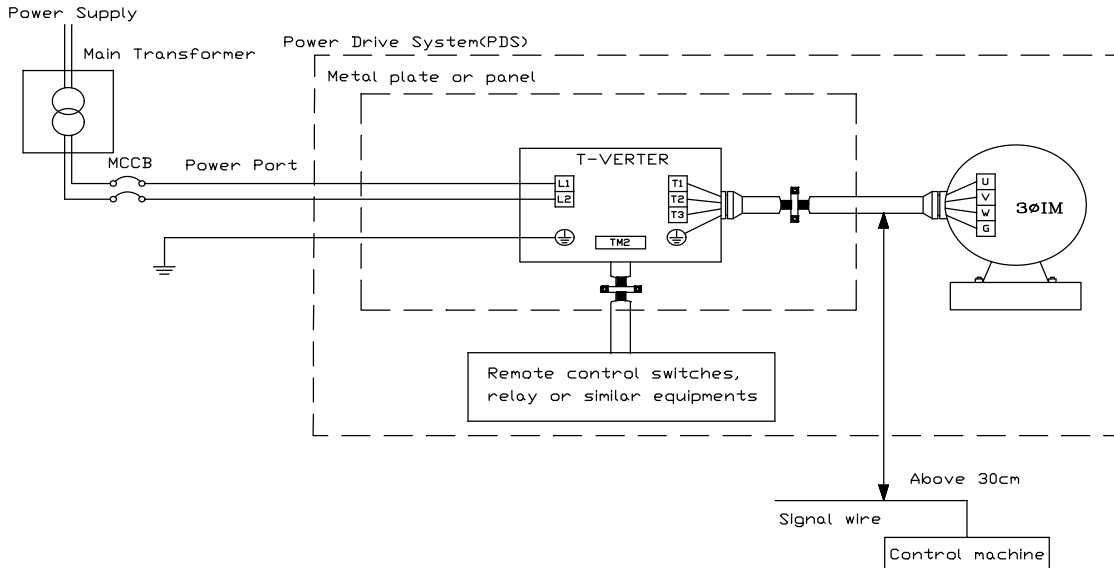 Power Supply
Main Transformer
Power Drive System(PDS)
Metal plate or panel
MCCB
Power Port
T-VERTER
L1
L2
T1
T2
T3
TM2
U
V
W
G
3øIM
Remote control switches,
relay or similar equipments
Above 30cm
Signal wire
Control machine